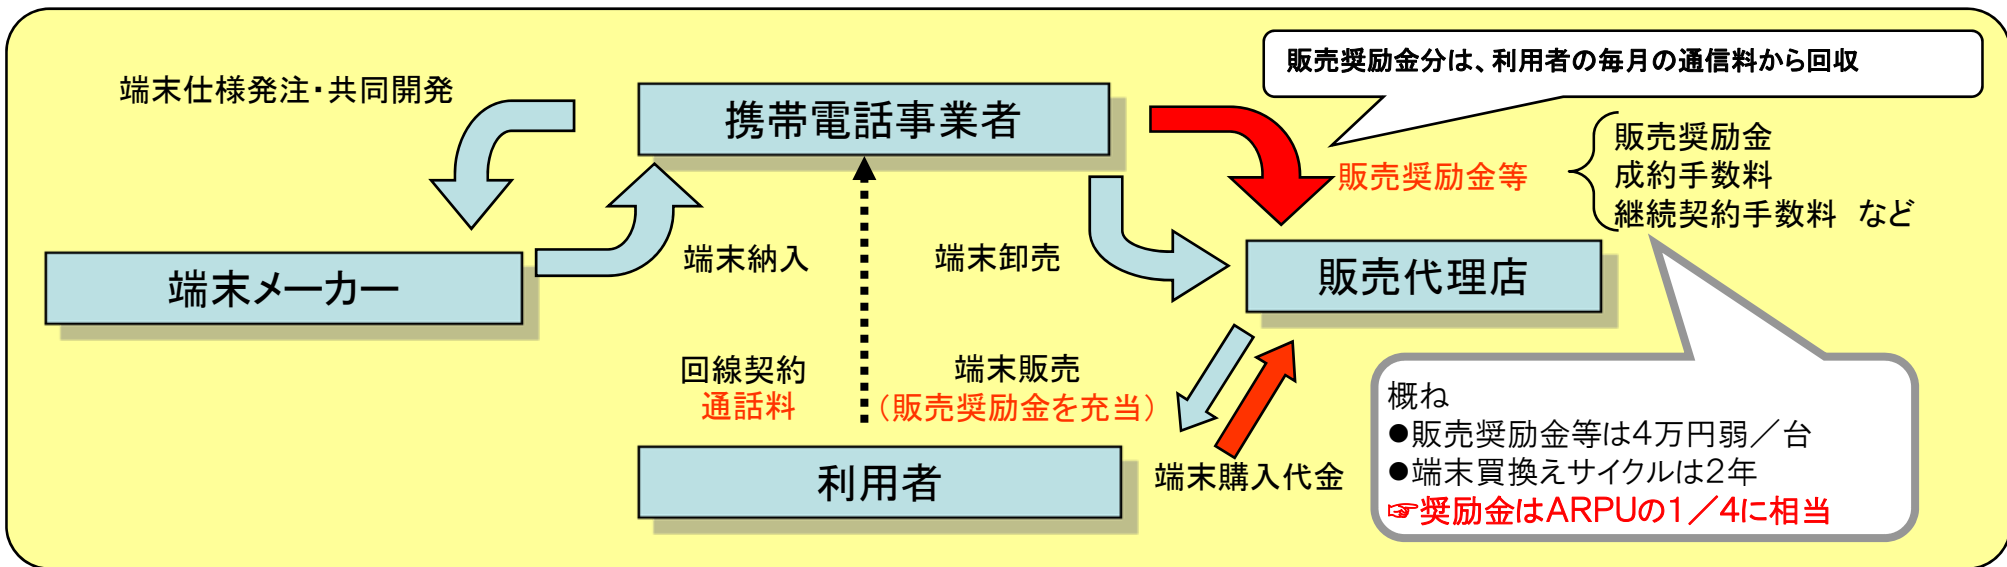 販売奨励金分は、利用者の毎月の通信料から回収
端末仕様発注・共同開発
携帯電話事業者
販売奨励金等
販売奨励金
成約手数料
継続契約手数料 など
端末メーカー
端末納入
端末卸売
販売代理店
回線契約
通話料
端末販売
(販売奨励金を充当)
利用者
端末購入代金
概ね
●販売奨励金等は4万円弱/台
●端末買換えサイクルは2年
☞奨励金はARPUの1/4に相当